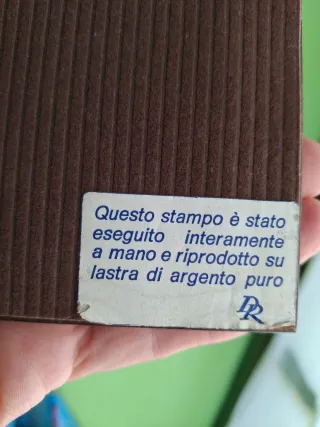 Questo stampo è stato
eseguito interamente
a mano e riprodotto su
lastra di argento puro
DR